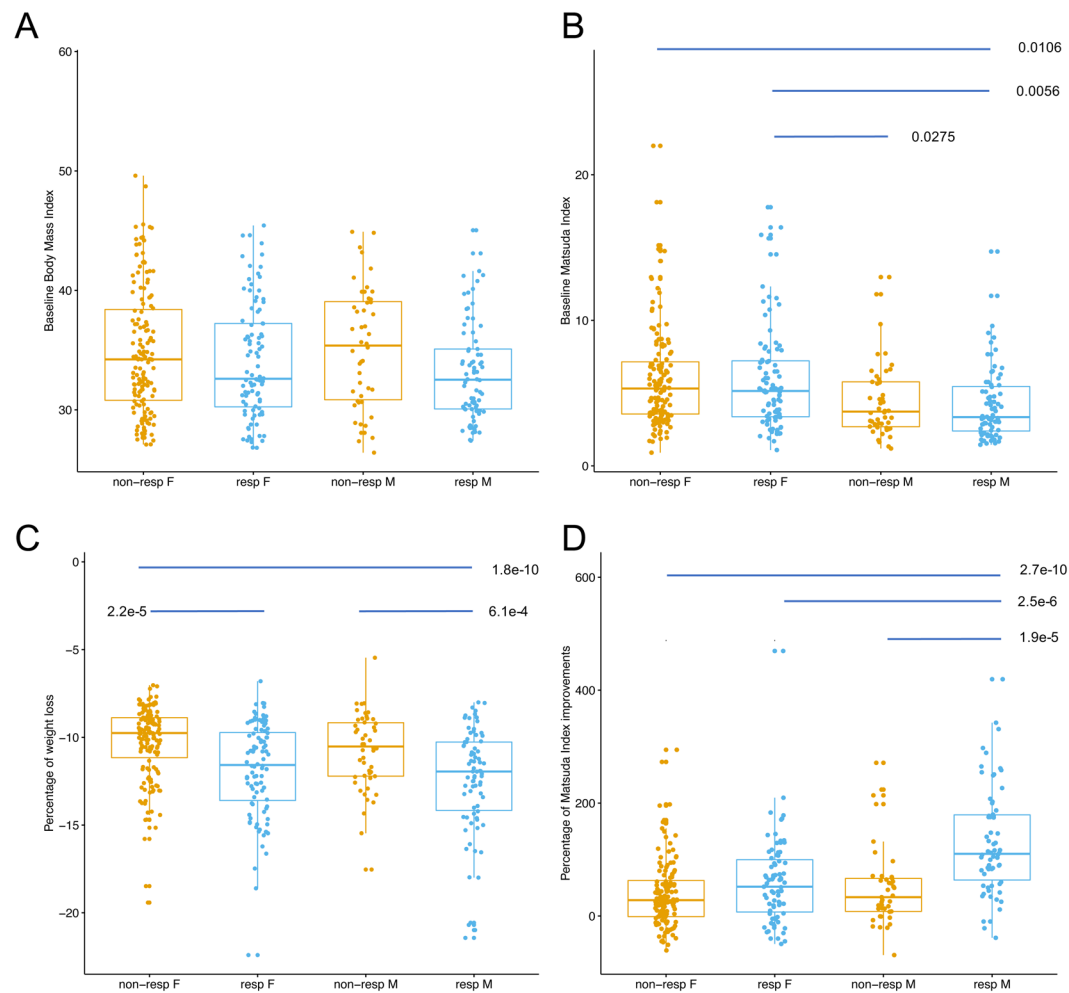 A
Baseline Body Mass Index
60
50
40
30
non-resp F
resp F
non-resp M
resp M
B
Baseline Matsuda Index
20
10
0
0.0106
0.0056
0.0275
non-resp F
resp F
non-resp M
resp M
C
Percentage of weight loss
0
-5
-10
-15
-20
1.8e-10
2.2e-5
6.1e-4
non-resp F
resp F
non-resp M
resp M
D
Percentage of Matsuda Index improvements
600
400
200
0
2.7e-10
2.5e-6
1.9e-5
non-resp F
resp F
non-resp M
resp M